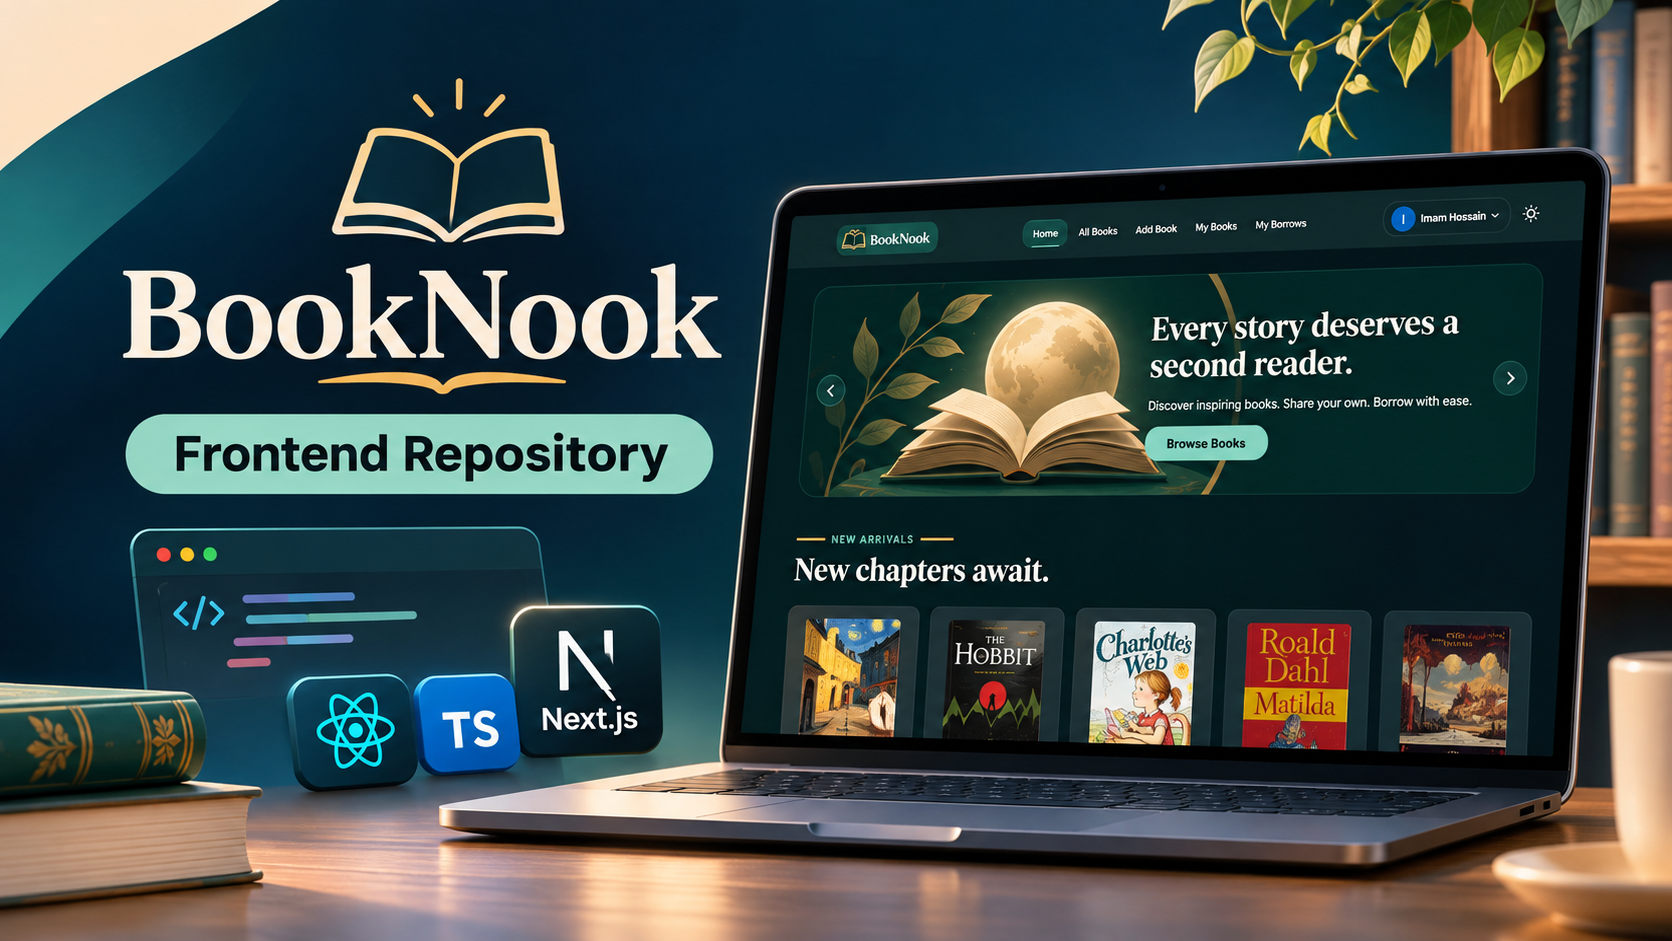 BookNook
Frontend Repository
</>
TS
N
Next.js
BookNook
Home
All Books
Add Book
My Books
My Borrows
I
Imam Hossain
Every story deserves a
second reader.
Discover inspiring books. Share your own. Borrow with ease.
Browse Books
NEW ARRIVALS
New chapters await.
THE
HOBBIT
Charlotte's
Web
Roald
Dahl
Matilda